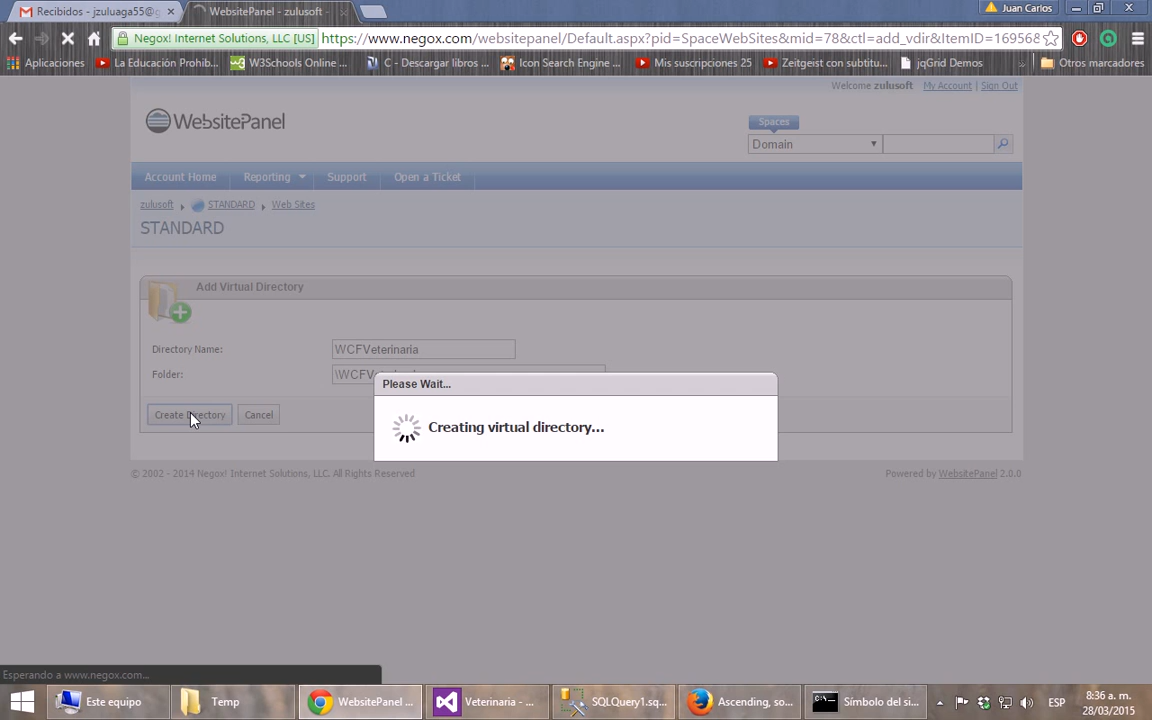 Recibidos - jzuluaga55@g
WebsitePanel - zulusoft -
Juan Carlos
Negox! Internet Solutions, LLC [US]
https://www.negox.com/websitepanel/Default.aspx?pid=SpaceWebSites&mid=78&ctl=add_vdir&ItemID=169568
Aplicaciones
La Educación Prohib...
W3Schools Online ...
C - Descargar libros ...
Icon Search Engine ...
Mis suscripciones 25
Zeitgeist con subtitu...
jqGrid Demos
Otros marcadores
Welcome zulusoft My Account | Sign Out
WebsitePanel
Spaces
Domain
Account Home
Reporting
Support
Open a Ticket
zulusoft STANDARD Web Sites
STANDARD
Add Virtual Directory
Directory Name: WCFVeterinaria
Folder:
Please Wait...
Create Directory Cancel
Creating virtual directory...
© 2002 - 2014 Negox! Internet Solutions, LLC. All Rights Reserved
Powered by WebsitePanel 2.0.0
Esperando a www.negox.com...
Este equipo
Temp
WebsitePanel ...
Veterinaria - ...
SQLQuery1.sq...
Ascending, so...
Símbolo del si...
ESP
8:36 a. m.
28/03/2015